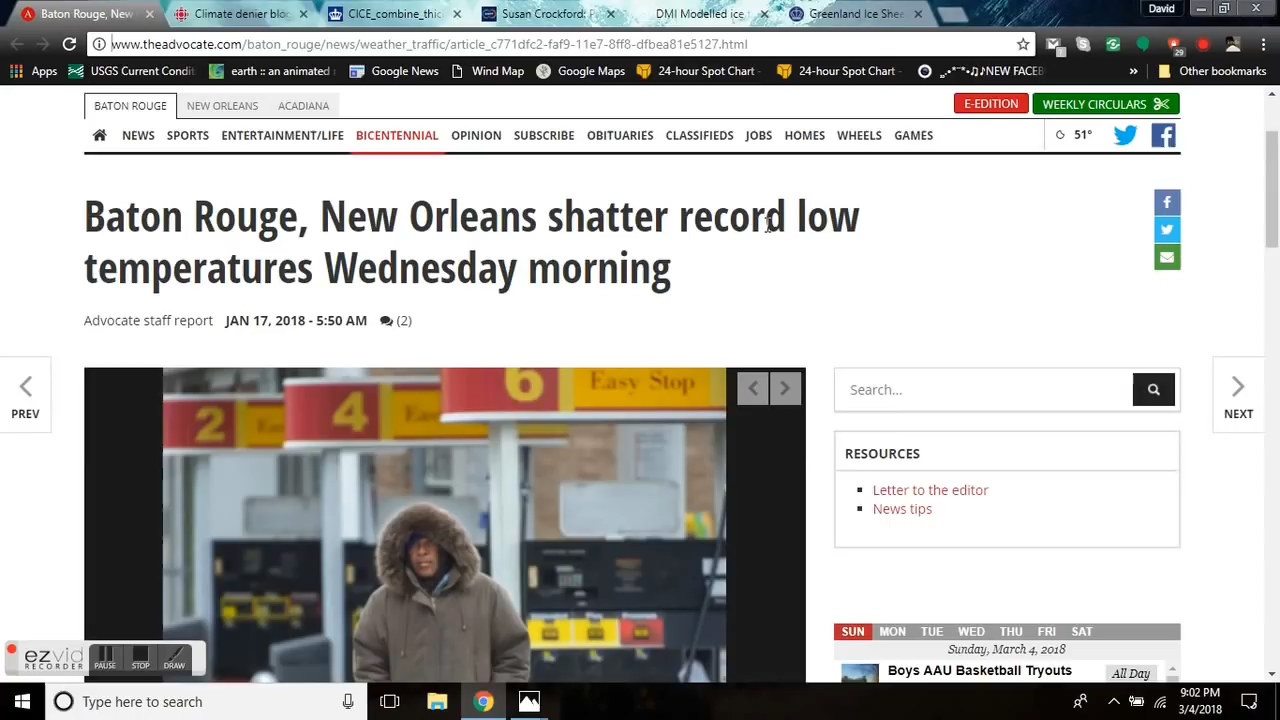 Baton Rouge, Ne
Climate denier blog
CICE_combine_thic
Susan Crockford: P
DMI Modelled ice t
Greenland Ice Shee
David
www.theadvocate.com/baton_rouge/news/weather_traffic/article_c771dfc2-faf9-11e7-8ff8-dfbea81e5127.html
29
Apps
USGS Current Condit
earth :: an animated
Google News
Wind Map
Google Maps
24-hour Spot Chart
24-hour Spot Chart
NEW FACEB
»
Other bookmarks
BATON ROUGE
NEW ORLEANS
ACADIANA
E-EDITION
WEEKLY CIRCULARS
NEWS
SPORTS
ENTERTAINMENT/LIFE
BICENTENNIAL
OPINION
SUBSCRIBE
OBITUARIES
CLASSIFIEDS
JOBS
HOMES
WHEELS
GAMES
51°
Baton Rouge, New Orleans shatter record low
temperatures Wednesday morning
Advocate staff report
JAN 17, 2018 - 5:50 AM
(2)
PREV
NEXT
2
4
6
Easy Stop
Search...
RESOURCES
Letter to the editor
News tips
SUN
MON
TUE
WED
THU
FRI
SAT
Sunday, March 4, 2018
Boys AAU Basketball Tryouts
All Day
ezvid
RECORDER
PAUSE
STOP
DRAW
Type here to search
9:02 PM
3/4/2018